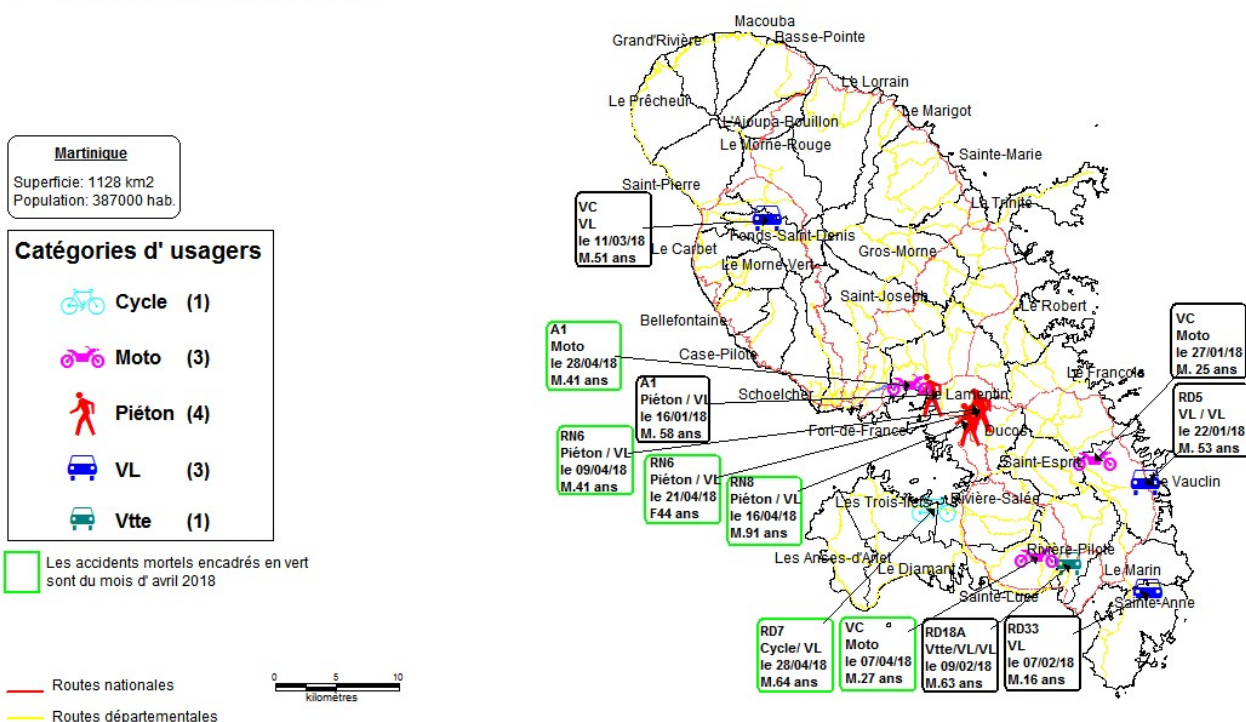 Martinique
Superficie: 1128 km2
Population: 387000 hab.
Catégories d' usagers
Cycle (1)
Moto (3)
Piéton (4)
VL (3)
Vtte (1)
Les accidents mortels encadrés en vert
sont du mois d' avril 2018
Routes nationales
Routes départementales
0 5 10
kilomètres
Macouba
Grand'Rivière
Basse-Pointe
Le Lorrain
Le Prêcheur
Le Marigot
L'Ajoupa-Bouillon
Le Morne-Rouge
Sainte-Marie
Saint-Pierre
La Trinité
Fonds-Saint-Denis
Le Carbet
Gros-Morne
Le Morne-Vert
Saint-Joseph
Le Robert
Bellefontaine
Case-Pilote
Le François
Schoelcher
Le Lamentin
Fort-de-France
Ducos
Saint-Esprit
Le Vauclin
Les Trois-Ilets
Rivière-Salée
Les Anses-d'Arlet
Le Diamant
Rivière-Pilote
Le Marin
Sainte-Luce
Sainte-Anne
VC
VL
le 11/03/18
M.51 ans
A1
Moto
le 28/04/18
M.41 ans
A1
Piéton / VL
le 16/01/18
M. 58 ans
RN6
Piéton / VL
le 09/04/18
M.41 ans
RN6
Piéton / VL
le 21/04/18
F44 ans
RN8
Piéton / VL
le 16/04/18
M.91 ans
VC
Moto
le 27/01/18
M. 25 ans
RD5
VL / VL
le 22/01/18
M. 53 ans
RD7
Cycle/ VL
le 28/04/18
M.64 ans
VC
Moto
le 07/04/18
M.27 ans
RD18A
Vtte/VL/VL
le 09/02/18
M.63 ans
RD33
VL
le 07/02/18
M.16 ans